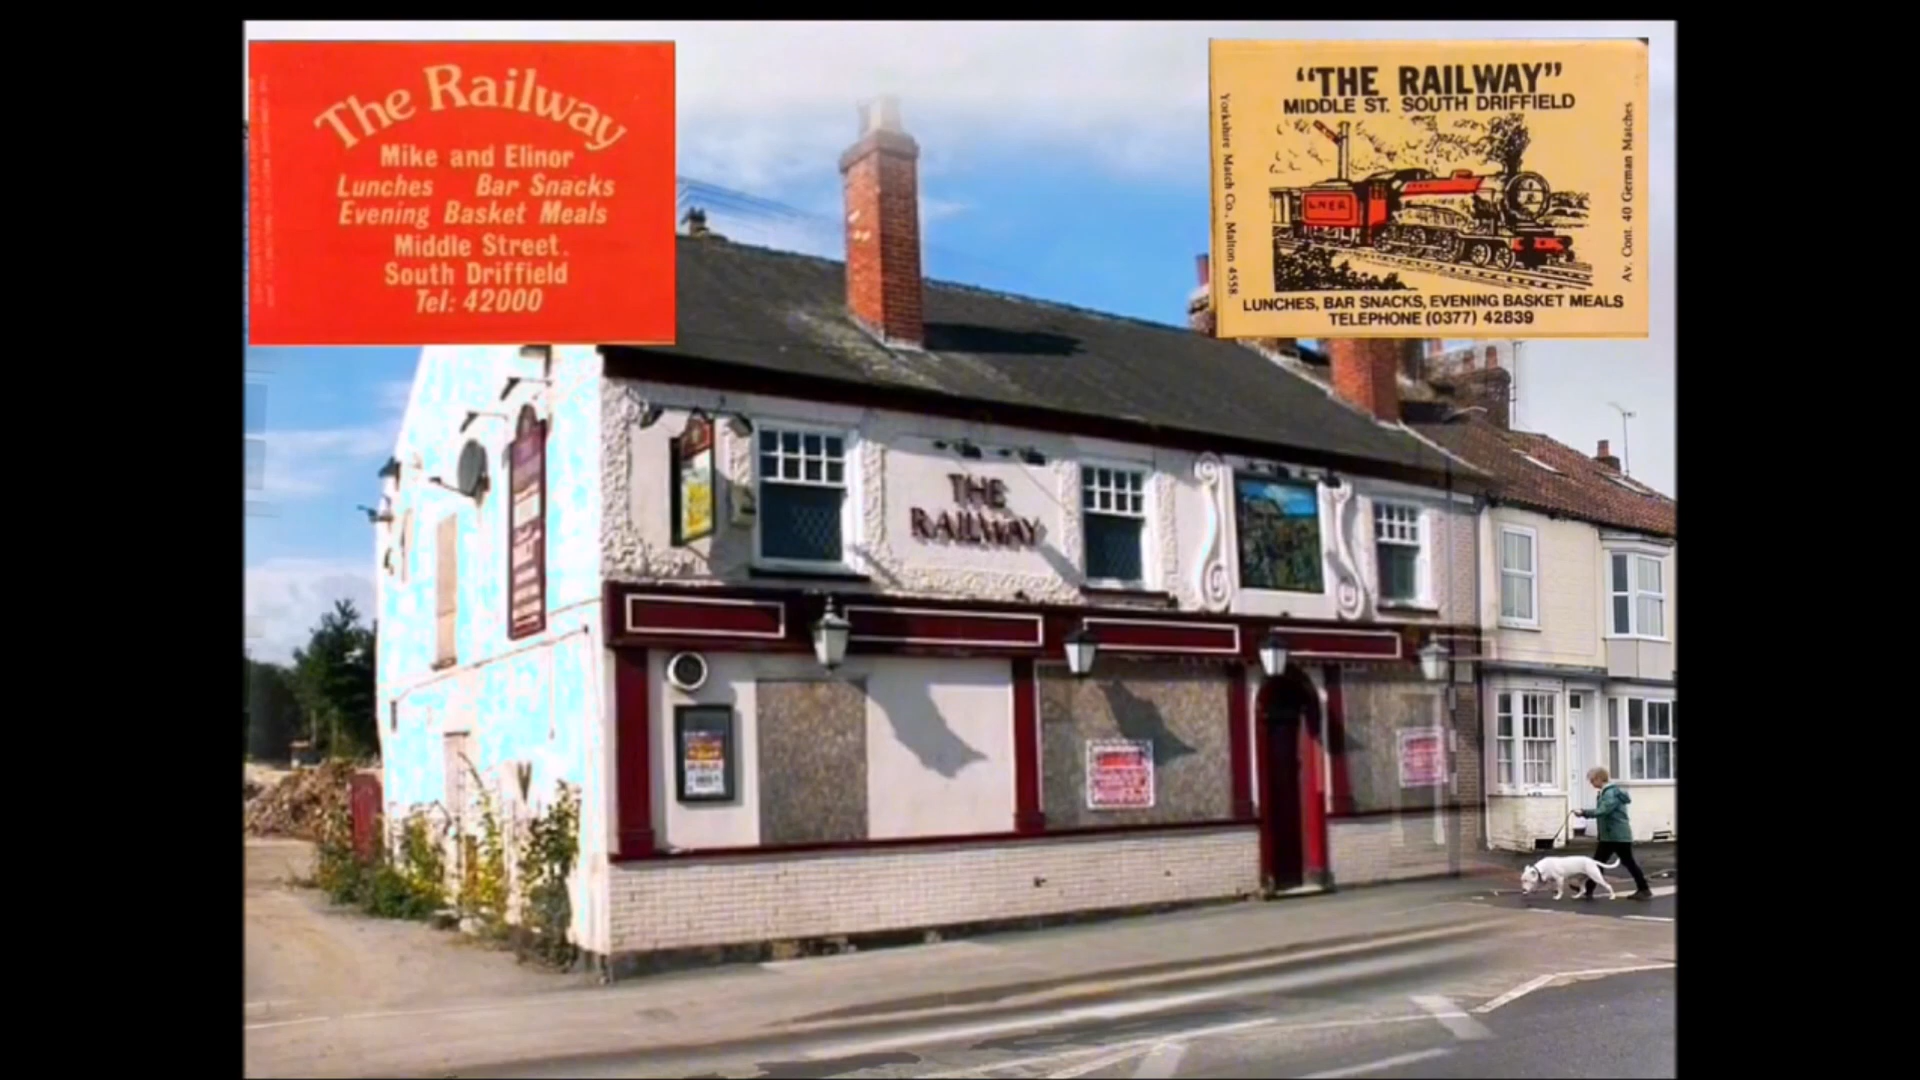 The Railway
Mike and Elinor
Lunches Bar Snacks
Evening Basket Meals
Middle Street.
South Driffield
Tel: 42000
"THE RAILWAY"
MIDDLE ST. SOUTH DRIFFIELD
Yorkshire Match Co., Malton 4558.
Av. Cont. 40 German Matches
LNER
LUNCHES, BAR SNACKS, EVENING BASKET MEALS
TELEPHONE (0377) 42839
THE
RAILWAY